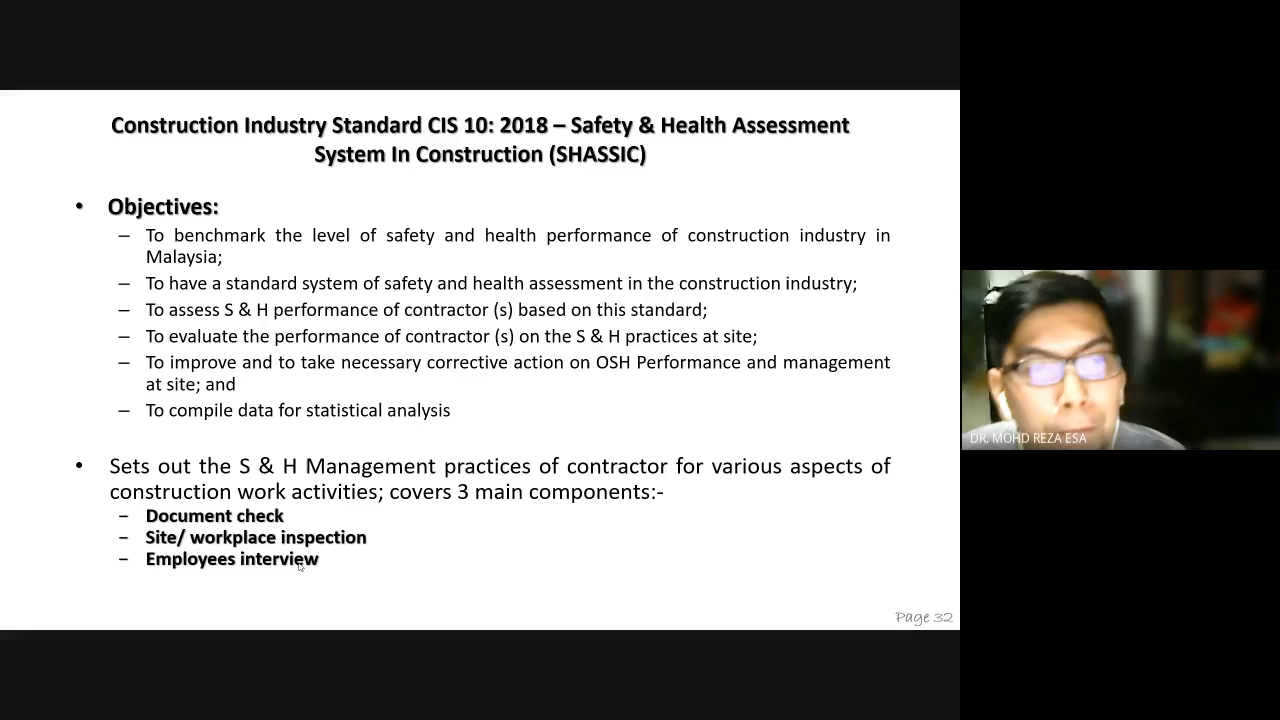 Construction Industry Standard CIS 10: 2018 – Safety & Health Assessment
System In Construction (SHASSIC)
• Objectives:
– To benchmark the level of safety and health performance of construction industry in
Malaysia;
– To have a standard system of safety and health assessment in the construction industry;
– To assess S & H performance of contractor (s) based on this standard;
– To evaluate the performance of contractor (s) on the S & H practices at site;
– To improve and to take necessary corrective action on OSH Performance and management
at site; and
– To compile data for statistical analysis
• Sets out the S & H Management practices of contractor for various aspects of
construction work activities; covers 3 main components:-
– Document check
– Site/ workplace inspection
– Employees interview
Page 32
DR. MOHD REZA ESA